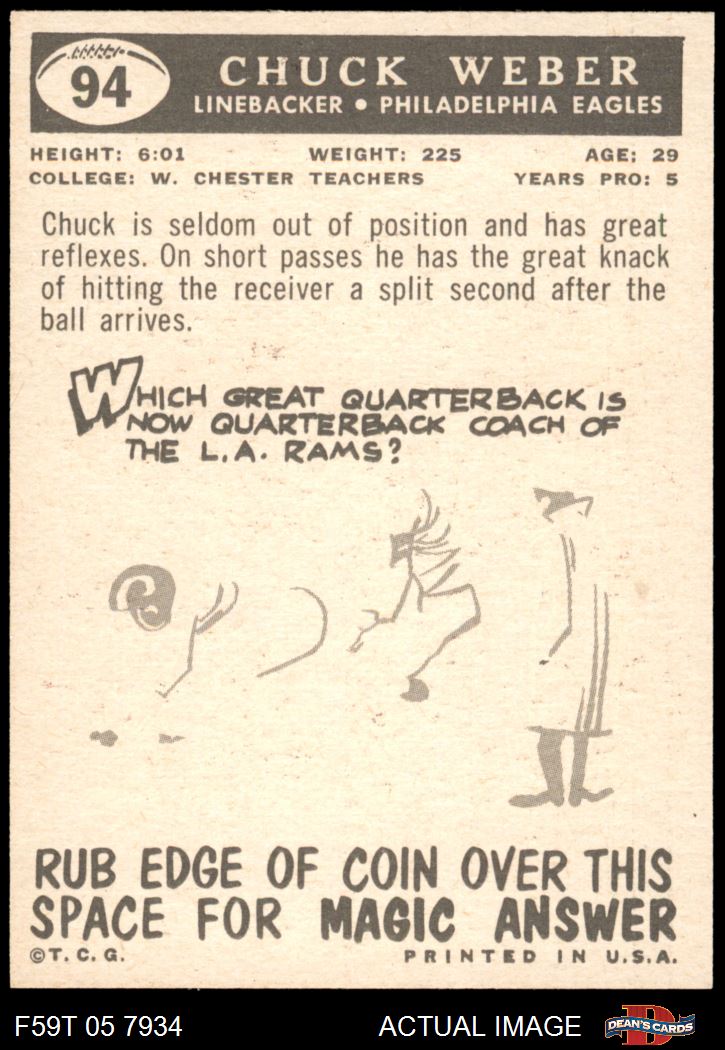 94
CHUCK WEBER
LINEBACKER • PHILADELPHIA EAGLES
HEIGHT: 6:01 WEIGHT: 225 AGE: 29
COLLEGE: W. CHESTER TEACHERS YEARS PRO: 5
Chuck is seldom out of position and has great
reflexes. On short passes he has the great knack
of hitting the receiver a split second after the
ball arrives.
WHICH GREAT QUARTERBACK IS
NOW QUARTERBACK COACH OF
THE L.A. RAMS?
RUB EDGE OF COIN OVER THIS
SPACE FOR MAGIC ANSWER
©T.C.G. PRINTED IN U.S.A.
F59T 05 7934 ACTUAL IMAGE D DEAN'S CARDS